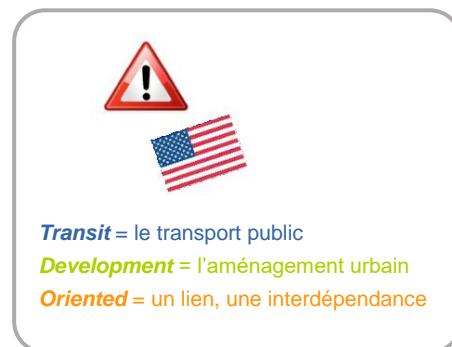 Transit = le transport public
Development = l'aménagement urbain
Oriented = un lien, une interdépendance